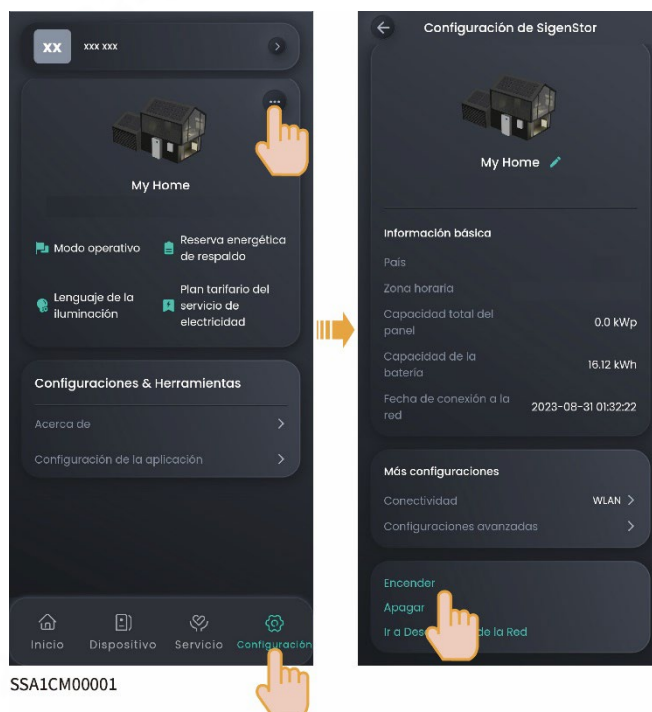 xx
xxx xxx
My Home
Modo operativo
Reserva energética
de respaldo
Lenguaje de la
iluminación
Plan tarifario del
servicio de
electricidad
Configuraciones & Herramientas
Acerca de
Configuración de la aplicación
Inicio
Dispositivo
Servicio
Configuración
SSA1CM00001
Configuración de SigenStor
My Home
Información básica
País
Zona horaria
Capacidad total del
panel
0.0 kWp
Capacidad de la
batería
16.12 kWh
Fecha de conexión a la
red
2023-08-31 01:32:22
Más configuraciones
Conectividad
WLAN
Configuraciones avanzadas
Encender
Apagar
Ir a de la Red